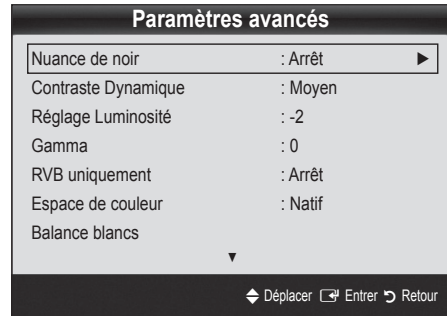 Paramètres avancés
Nuance de noir : Arrêt
Contraste Dynamique : Moyen
Réglage Luminosité : -2
Gamma : 0
RVB uniquement : Arrêt
Espace de couleur : Natif
Balance blancs
Déplacer Entrer Retour